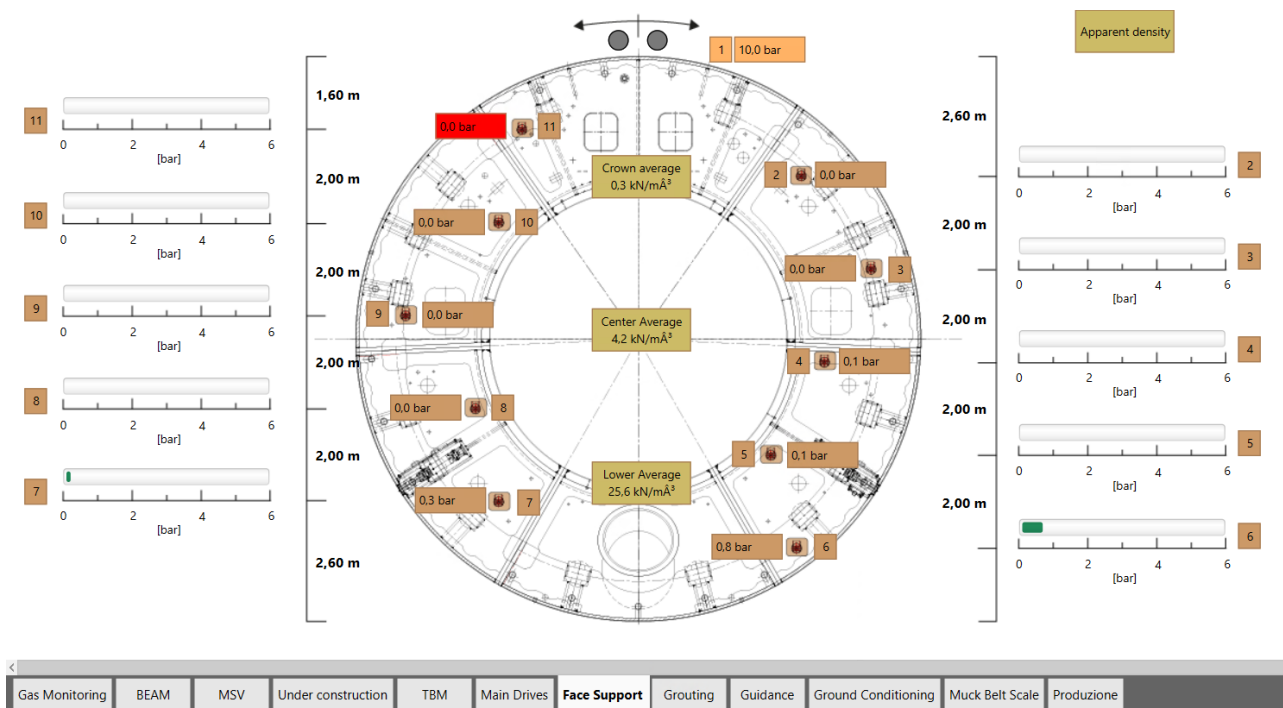 Apparent density
1 10,0 bar
1,60 m
11
0 2 4 6
[bar]
2,60 m
0,0 bar 11
2
0 2 4 6
[bar]
Crown average
0,3 kN/mÂ³
2 0,0 bar
2,00 m
10
0 2 4 6
[bar]
0,0 bar 10
2,00 m
3
0 2 4 6
[bar]
0,0 bar 3
2,00 m
9
0 2 4 6
[bar]
9 0,0 bar
Center Average
4,2 kN/mÂ³
2,00 m
4
0 2 4 6
[bar]
4 0,1 bar
2,00 m
8
0 2 4 6
[bar]
0,0 bar 8
2,00 m
5
0 2 4 6
[bar]
5 0,1 bar
2,00 m
7
0 2 4 6
[bar]
0,3 bar 7
Lower Average
25,6 kN/mÂ³
2,00 m
6
0 2 4 6
[bar]
0,8 bar 6
2,60 m
Gas Monitoring BEAM MSV Under construction TBM Main Drives Face Support Grouting Guidance Ground Conditioning Muck Belt Scale Produzione